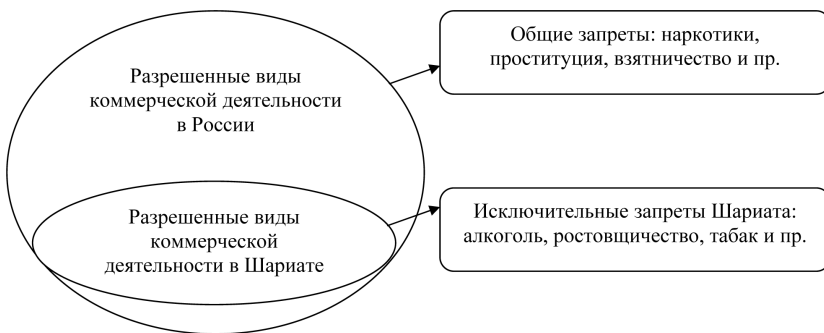 Разрешенные виды
коммерческой деятельности
в России
Общие запреты: наркотики,
проституция, взятничество и пр.
Разрешенные виды
коммерческой
деятельности в Шариате
Исключительные запреты Шариата:
алкоголь, ростовщичество, табак и пр.